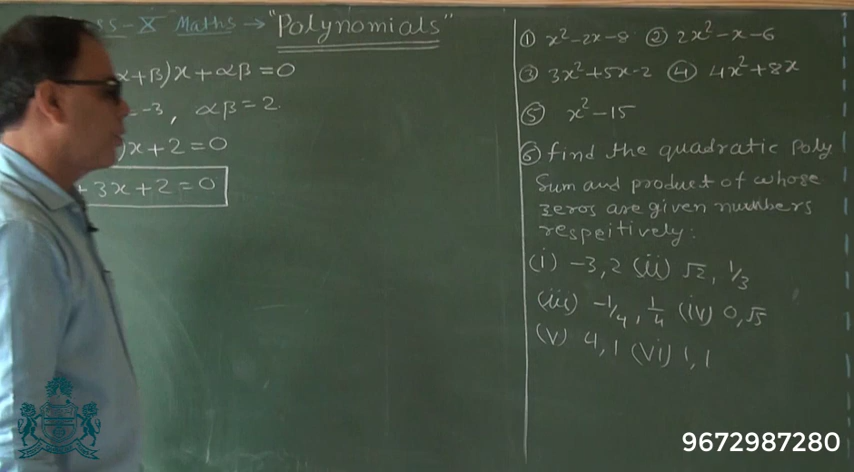 SS-X Maths → "Polynomials"
+β)x + αβ = 0
-3, αβ = 2
)x + 2 = 0
+ 3x + 2 = 0
① x² - 2x - 8 ② 2x² - x - 6
③ 3x² + 5x - 2 ④ 4x² + 8x
⑤ x² - 15
⑥ find the quadratic poly
Sum and product of whose
zeros are given numbers
respeitively:
(i) -3, 2 (ii) √2, 1/3
(iii) -1/4, 1/4 (iv) 0, √5
(v) 4, 1 (vi) 1, 1
9672987280